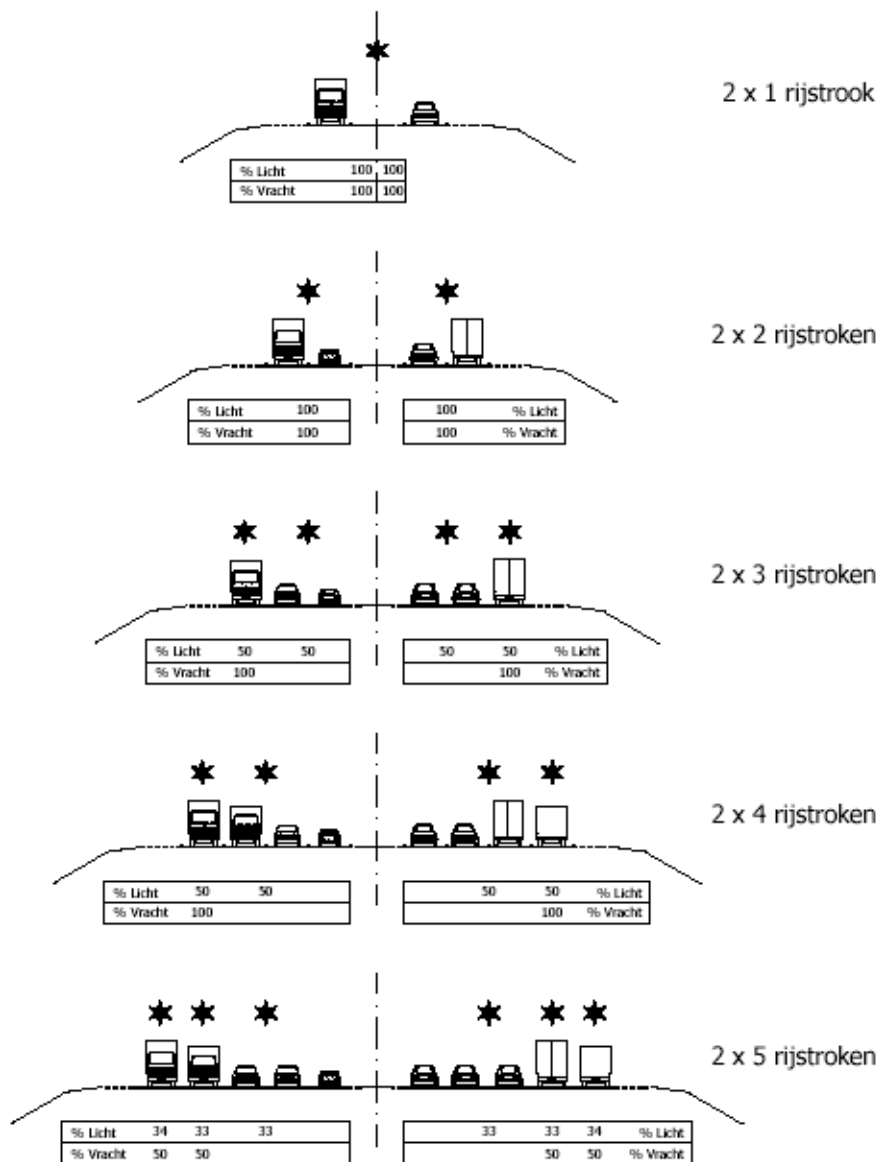 2 x 1 rijstrook
% Licht 100 100
% Vracht 100 100
2 x 2 rijstroken
% Licht 100 100 % Licht
% Vracht 100 100 % Vracht
2 x 3 rijstroken
% Licht 50 50 50 50 % Licht
% Vracht 100 100 % Vracht
2 x 4 rijstroken
% Licht 50 50 50 50 % Licht
% Vracht 100 100 % Vracht
2 x 5 rijstroken
% Licht 34 33 33 33 33 34 % Licht
% Vracht 50 50 50 50 % Vracht